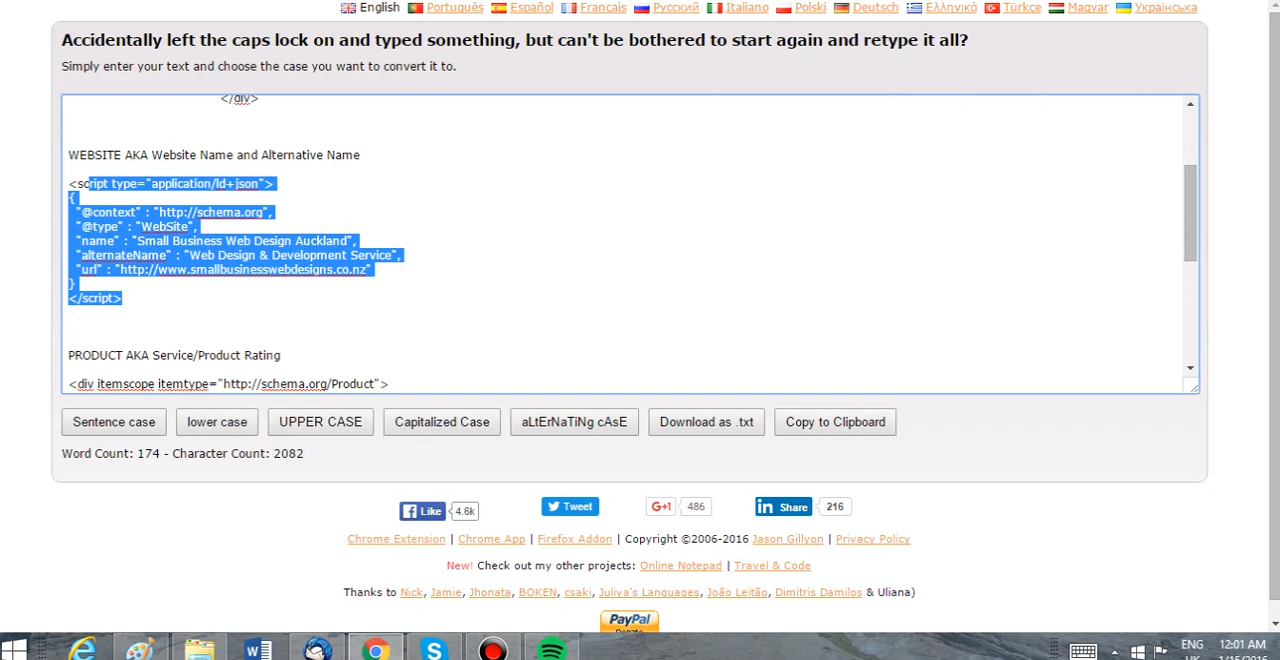 English Português Español Français Русский Italiano Polski Deutsch Ελληνικά Türkçe Magyar Українська
Accidentally left the caps lock on and typed something, but can't be bothered to start again and retype it all?
Simply enter your text and choose the case you want to convert it to.
</div>
WEBSITE AKA Website Name and Alternative Name
<script type="application/ld+json">
{
"@context" : "http://schema.org",
"@type" : "WebSite",
"name" : "Small Business Web Design Auckland",
"alternateName" : "Web Design & Development Service",
"url" : "http://www.smallbusinesswebdesigns.co.nz"
}
</script>
PRODUCT AKA Service/Product Rating
<div itemscope itemtype="http://schema.org/Product">
Sentence case lower case UPPER CASE Capitalized Case aLtErNaTiNg cAsE Download as .txt Copy to Clipboard
Word Count: 174 - Character Count: 2082
Like 4.6k Tweet G+1 486 in Share 216
Chrome Extension | Chrome App | Firefox Addon | Copyright ©2006-2016 Jason Gillyon | Privacy Policy
New! Check out my other projects: Online Notepad | Travel & Code
Thanks to Nick, Jamie, Jhonata, BOKEN, csaki, Juliya's Languages, João Leitão, Dimitris Damilos & Uliana)
PayPal
ENG 12:01 AM